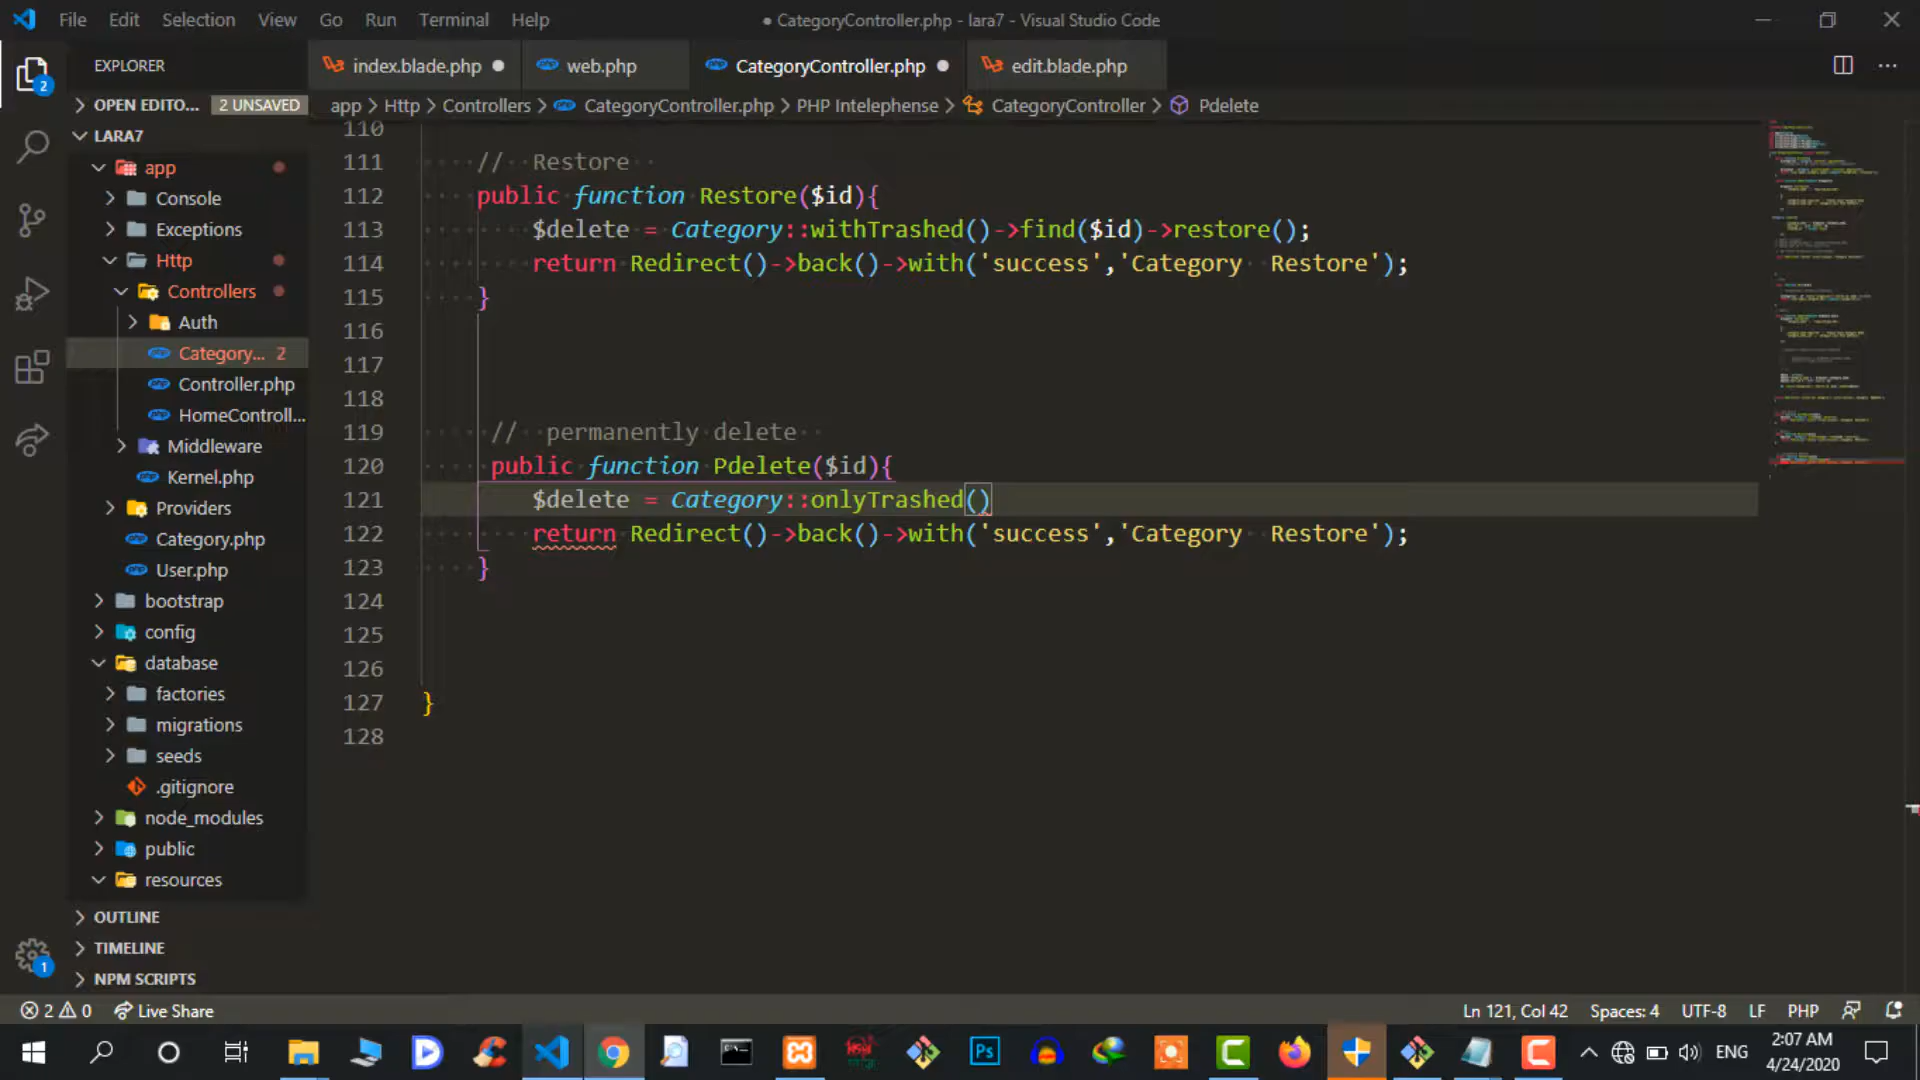 File Edit Selection View Go Run Terminal Help
● CategoryController.php - lara7 - Visual Studio Code
EXPLORER
index.blade.php
web.php
CategoryController.php
edit.blade.php
OPEN EDITO... 2 UNSAVED
app > Http > Controllers > CategoryController.php > PHP Intelephense > CategoryController > Pdelete
LARA7
app
Console
Exceptions
Http
Controllers
Auth
Category... 2
Controller.php
HomeControll...
Middleware
Kernel.php
Providers
Category.php
User.php
bootstrap
config
database
factories
migrations
seeds
.gitignore
node_modules
public
resources
OUTLINE
TIMELINE
NPM SCRIPTS
110
111 // Restore
112 public function Restore($id){
113 $delete = Category::withTrashed()->find($id)->restore();
114 return Redirect()->back()->with('success','Category  Restore');
115 }
116
117
118
119 // permanently delete
120 public function Pdelete($id){
121 $delete = Category::onlyTrashed()
122 return Redirect()->back()->with('success','Category  Restore');
123 }
124
125
126
127 }
128
2
1
2 0 Live Share
Ln 121, Col 42 Spaces: 4 UTF-8 LF PHP
Ps
ENG
2:07 AM
4/24/2020